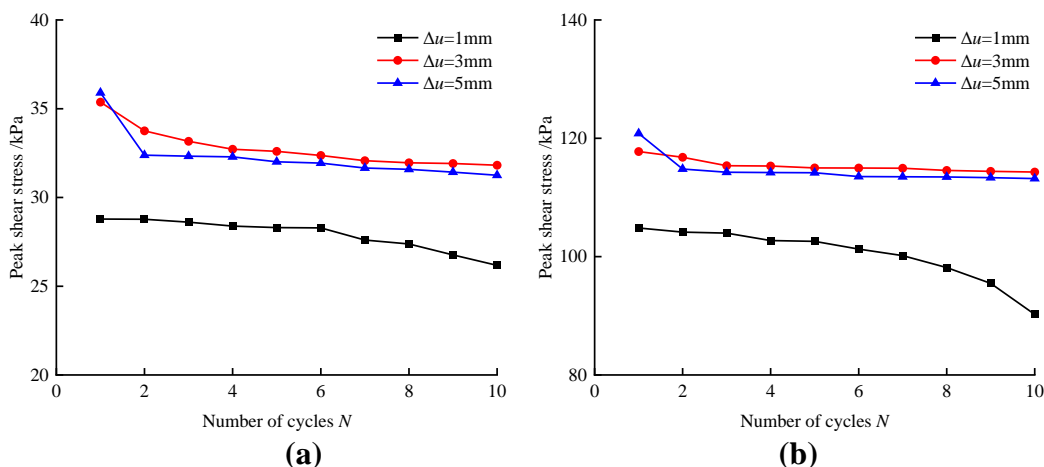 40
35
30
25
20
0
2
4
6
8
10
Peak shear stress /kPa
Number of cycles N
Δu=1mm
Δu=3mm
Δu=5mm
(a)
140
120
100
80
0
2
4
6
8
10
Peak shear stress /kPa
Number of cycles N
Δu=1mm
Δu=3mm
Δu=5mm
(b)